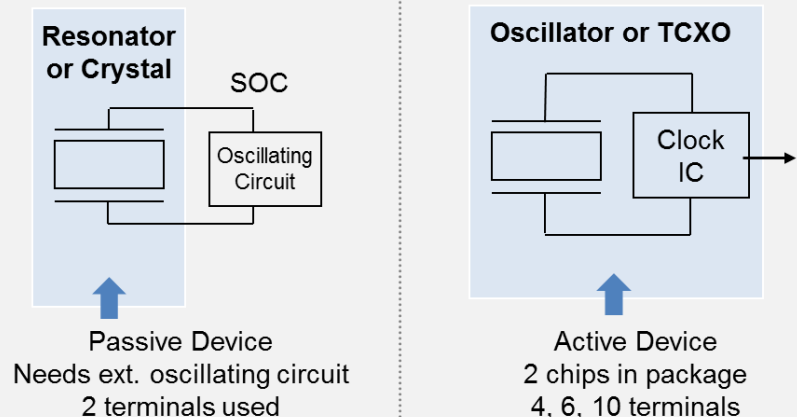 Resonator
or Crystal
SOC
Oscillating
Circuit
Passive Device
Needs ext. oscillating circuit
2 terminals used
Oscillator or TCXO
Clock
IC
Active Device
2 chips in package
4, 6, 10 terminals